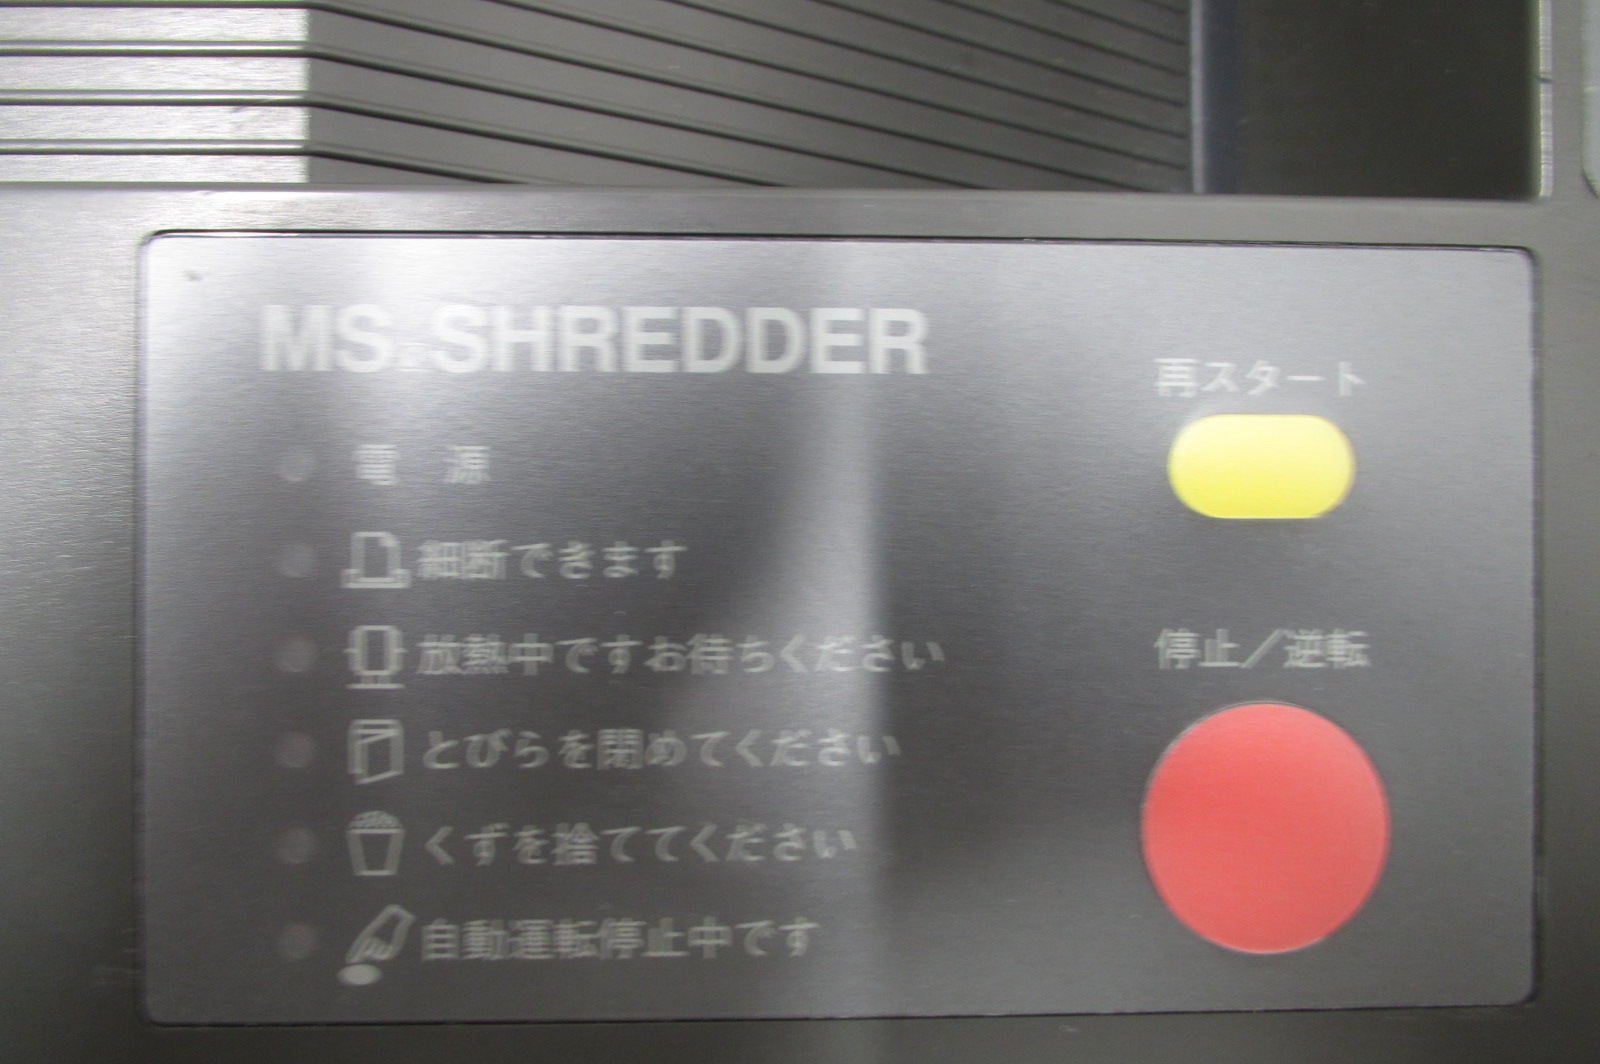 MS.SHREDDER
再スタート
電 源
細断できます
放熱中ですお待ちください
停止／逆転
とびらを閉めてください
くずを捨ててください
自動運転停止中です